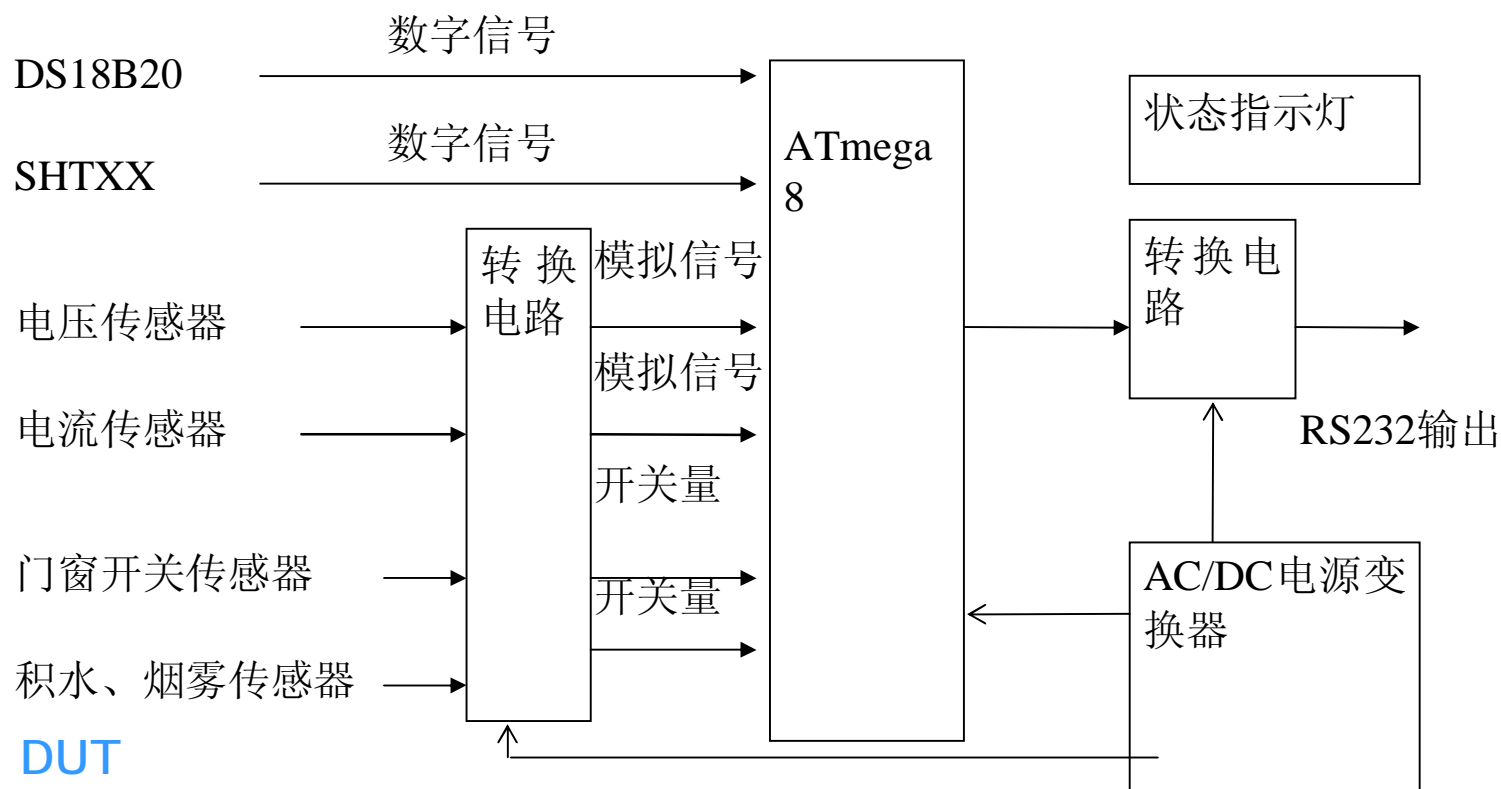 数字信号
DS18B20
数字信号
SHTXX
ATmega
8
状态指示灯
转换
电路
模拟信号
电压传感器
模拟信号
电流传感器
开关量
门窗开关传感器
开关量
积水、烟雾传感器
转换电
路
RS232输出
AC/DC电源变
换器
DUT